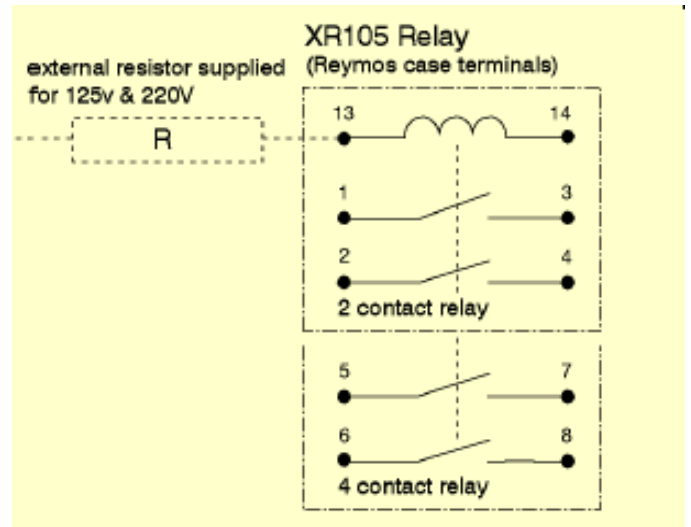 XR105 Relay
(Reymos case terminals)
external resistor supplied
for 125v & 220V
R
13 14
1 3
2 4
2 contact relay
5 7
6 8
4 contact relay